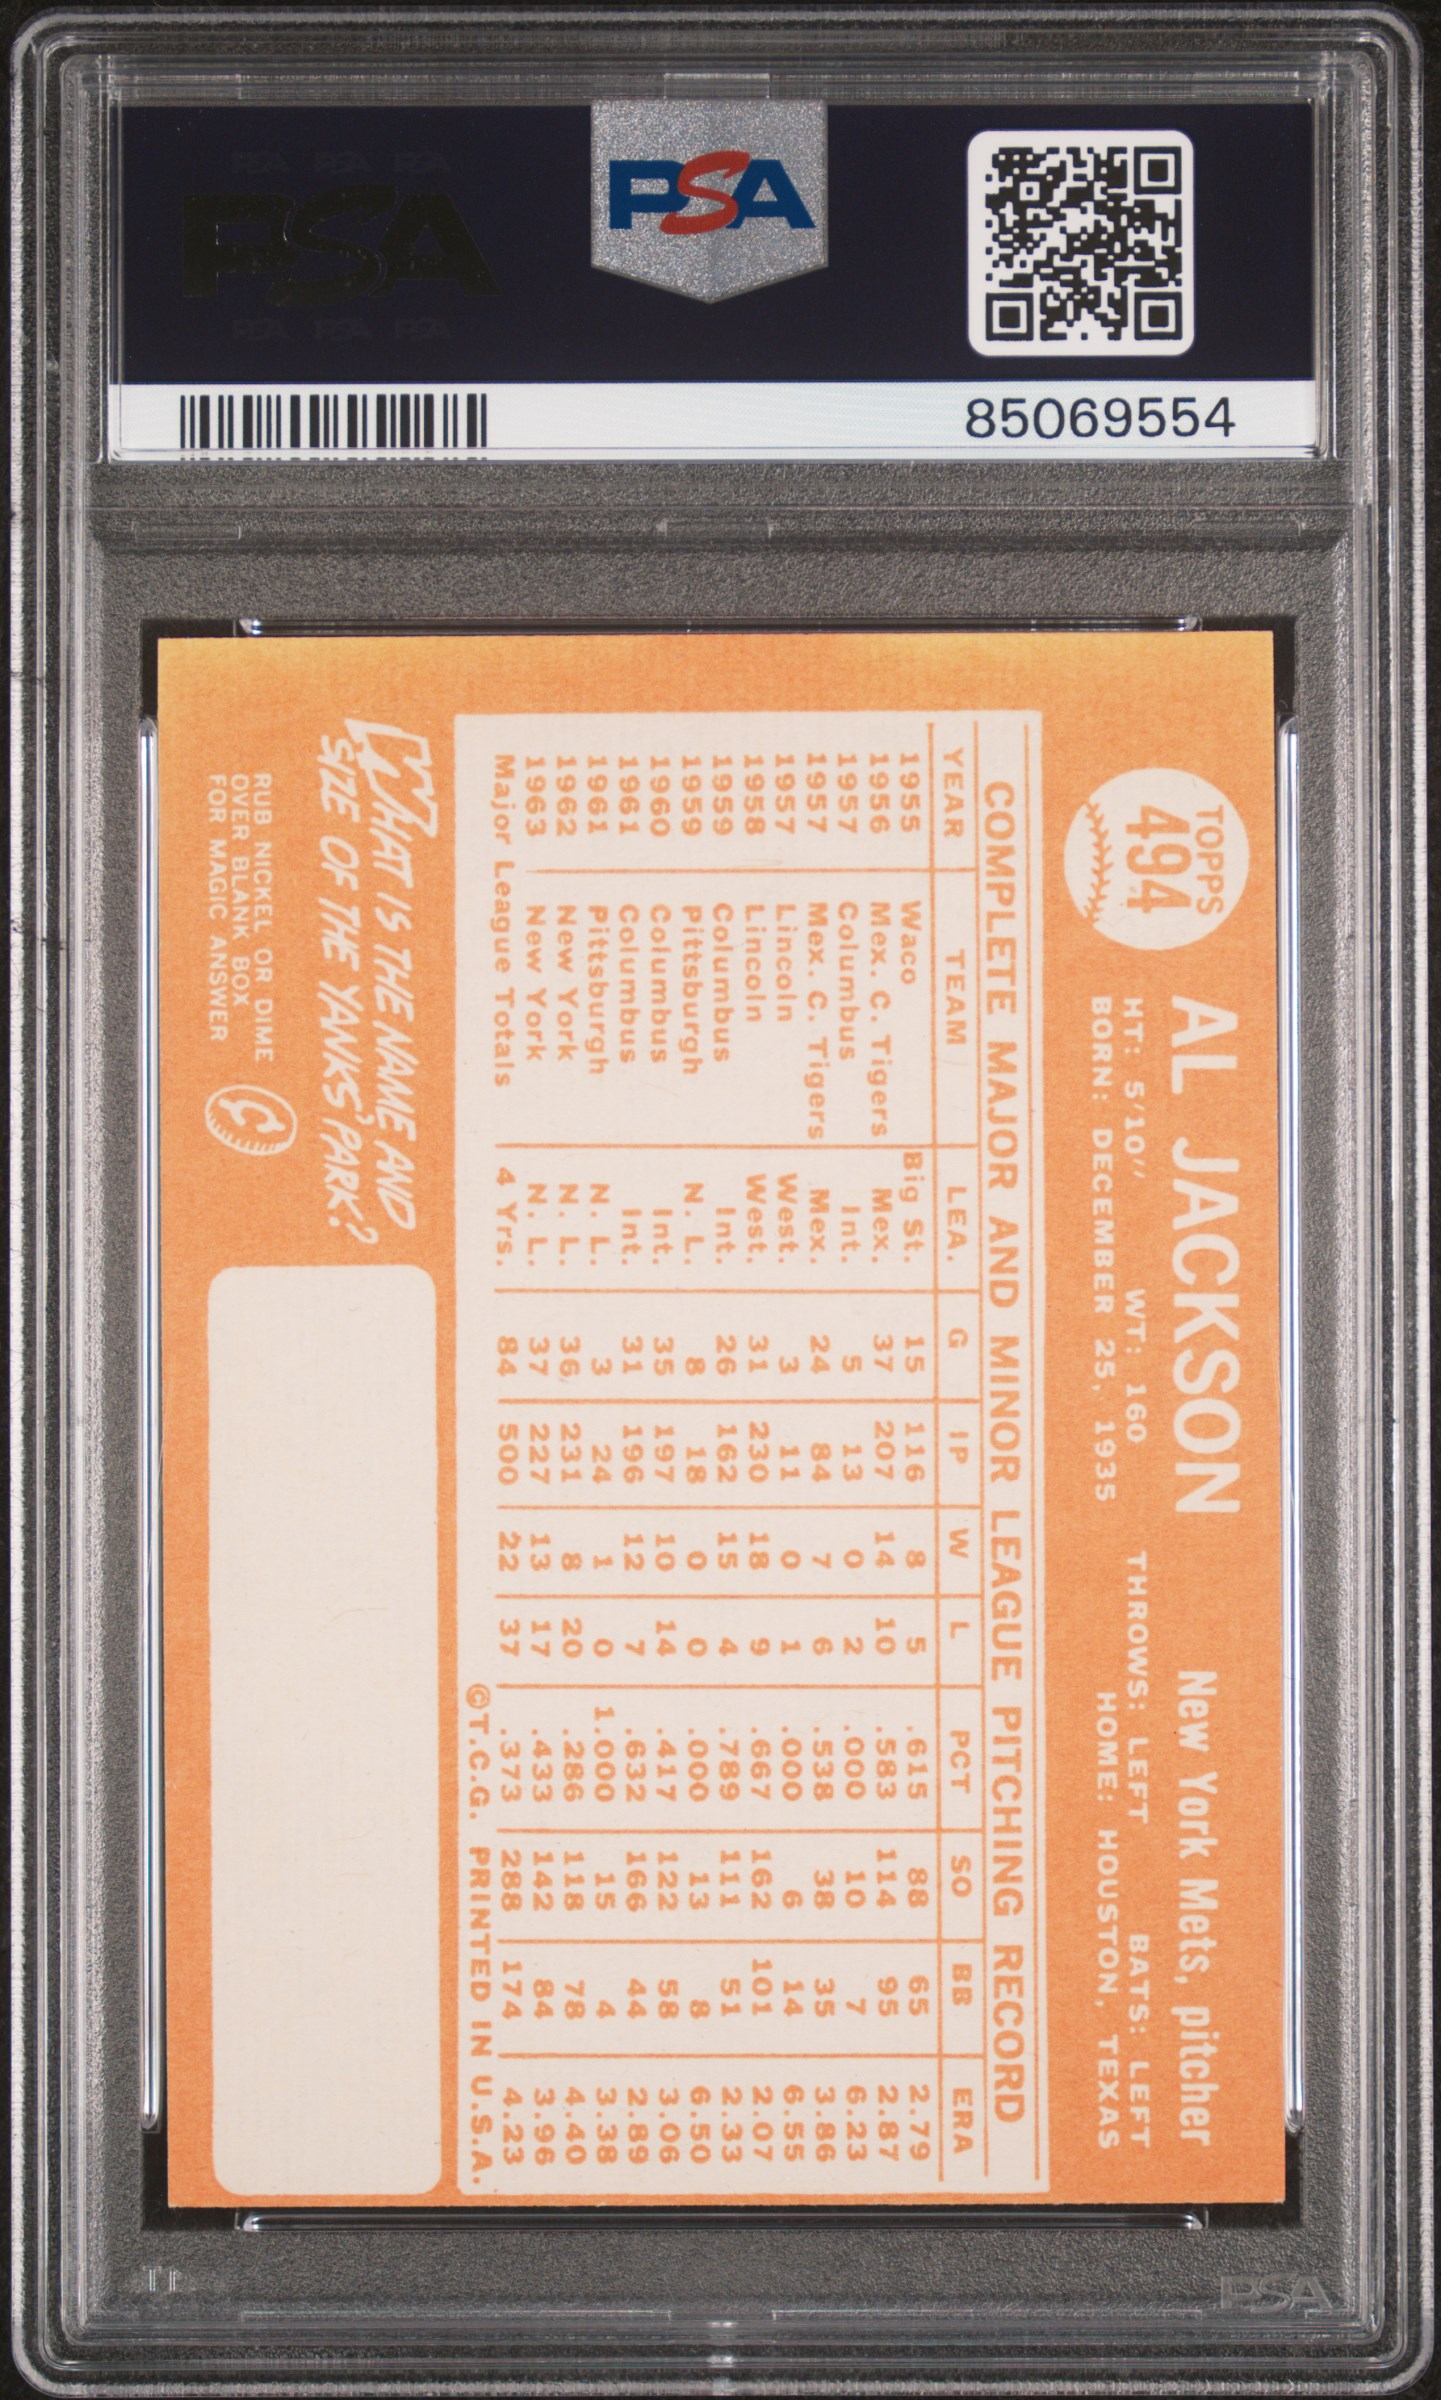 PSA PSA PSA
PSA
PSA PSA PSA
PSA
85069554
TOPPS
494
AL JACKSON New York Mets, pitcher
HT: 5'10" WT: 160 THROWS: LEFT BATS: LEFT
BORN: DECEMBER 25, 1935 HOME: HOUSTON, TEXAS
COMPLETE MAJOR AND MINOR LEAGUE PITCHING RECORD
YEAR TEAM LEA. G IP W L PCT SO BB ERA
1955 Waco Big St. 15 116 8 5 .615 88 65 2.79
1956 Mex. C. Tigers Mex. 37 207 14 10 .583 114 95 2.87
1957 Columbus Int. 5 13 0 2 .000 10 7 6.23
1957 Mex. C. Tigers Mex. 24 84 7 6 .538 38 35 3.86
1957 Lincoln West. 3 11 0 1 .000 6 14 6.55
1958 Lincoln West. 31 230 18 9 .667 162 101 2.07
1959 Columbus Int. 26 162 15 4 .789 111 51 2.33
1959 Pittsburgh N. L. 8 18 0 0 .000 13 8 6.50
1960 Columbus Int. 35 197 10 14 .417 122 58 3.06
1961 Columbus Int. 31 196 12 7 .632 166 44 2.89
1961 Pittsburgh N. L. 3 24 1 0 1.000 15 4 3.38
1962 New York N. L. 36 231 8 20 .286 118 78 4.40
1963 New York N. L. 37 227 13 17 .433 142 84 3.96
Major League Totals 4 Yrs. 84 500 22 37 .373 288 174 4.23
©T.C.G. PRINTED IN U.S.A.
WHAT IS THE NAME AND
SIZE OF THE YANKS' PARK?
RUB NICKEL OR DIME
OVER BLANK BOX
FOR MAGIC ANSWER
PSA